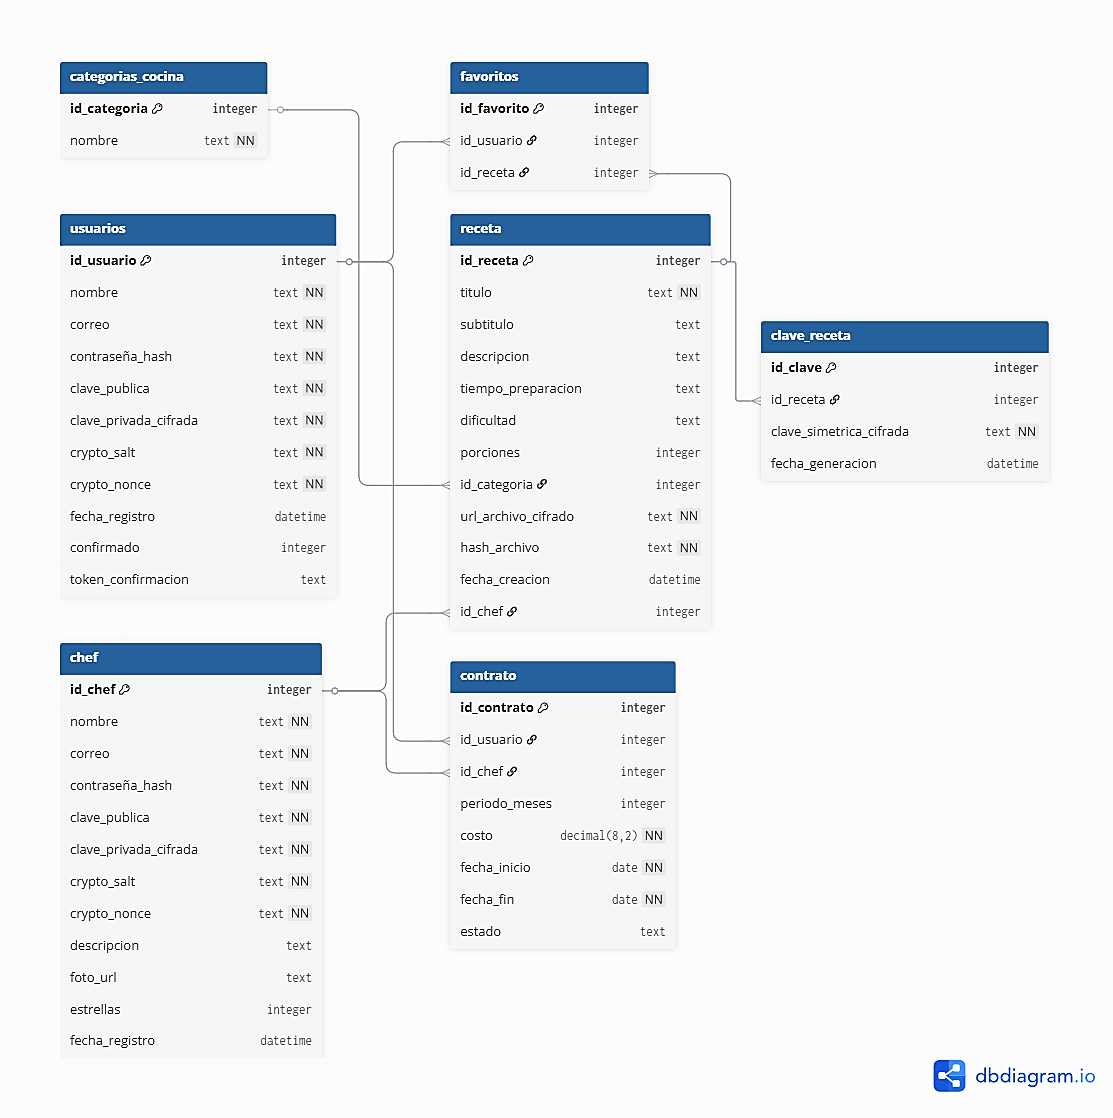 categorias_cocina
id_categoria integer
nombre text NN
usuarios
id_usuario integer
nombre text NN
correo text NN
contraseña_hash text NN
clave_publica text NN
clave_privada_cifrada text NN
crypto_salt text NN
crypto_nonce text NN
fecha_registro datetime
confirmado integer
token_confirmacion text
chef
id_chef integer
nombre text NN
correo text NN
contraseña_hash text NN
clave_publica text NN
clave_privada_cifrada text NN
crypto_salt text NN
crypto_nonce text NN
descripcion text
foto_url text
estrellas integer
fecha_registro datetime
favoritos
id_favorito integer
id_usuario integer
id_receta integer
receta
id_receta integer
titulo text NN
subtitulo text
descripcion text
tiempo_preparacion text
dificultad text
porciones integer
id_categoria integer
url_archivo_cifrado text NN
hash_archivo text NN
fecha_creacion datetime
id_chef integer
contrato
id_contrato integer
id_usuario integer
id_chef integer
periodo_meses integer
costo decimal(8,2) NN
fecha_inicio date NN
fecha_fin date NN
estado text
clave_receta
id_clave integer
id_receta integer
clave_simetrica_cifrada text NN
fecha_generacion datetime
dbdiagram.io